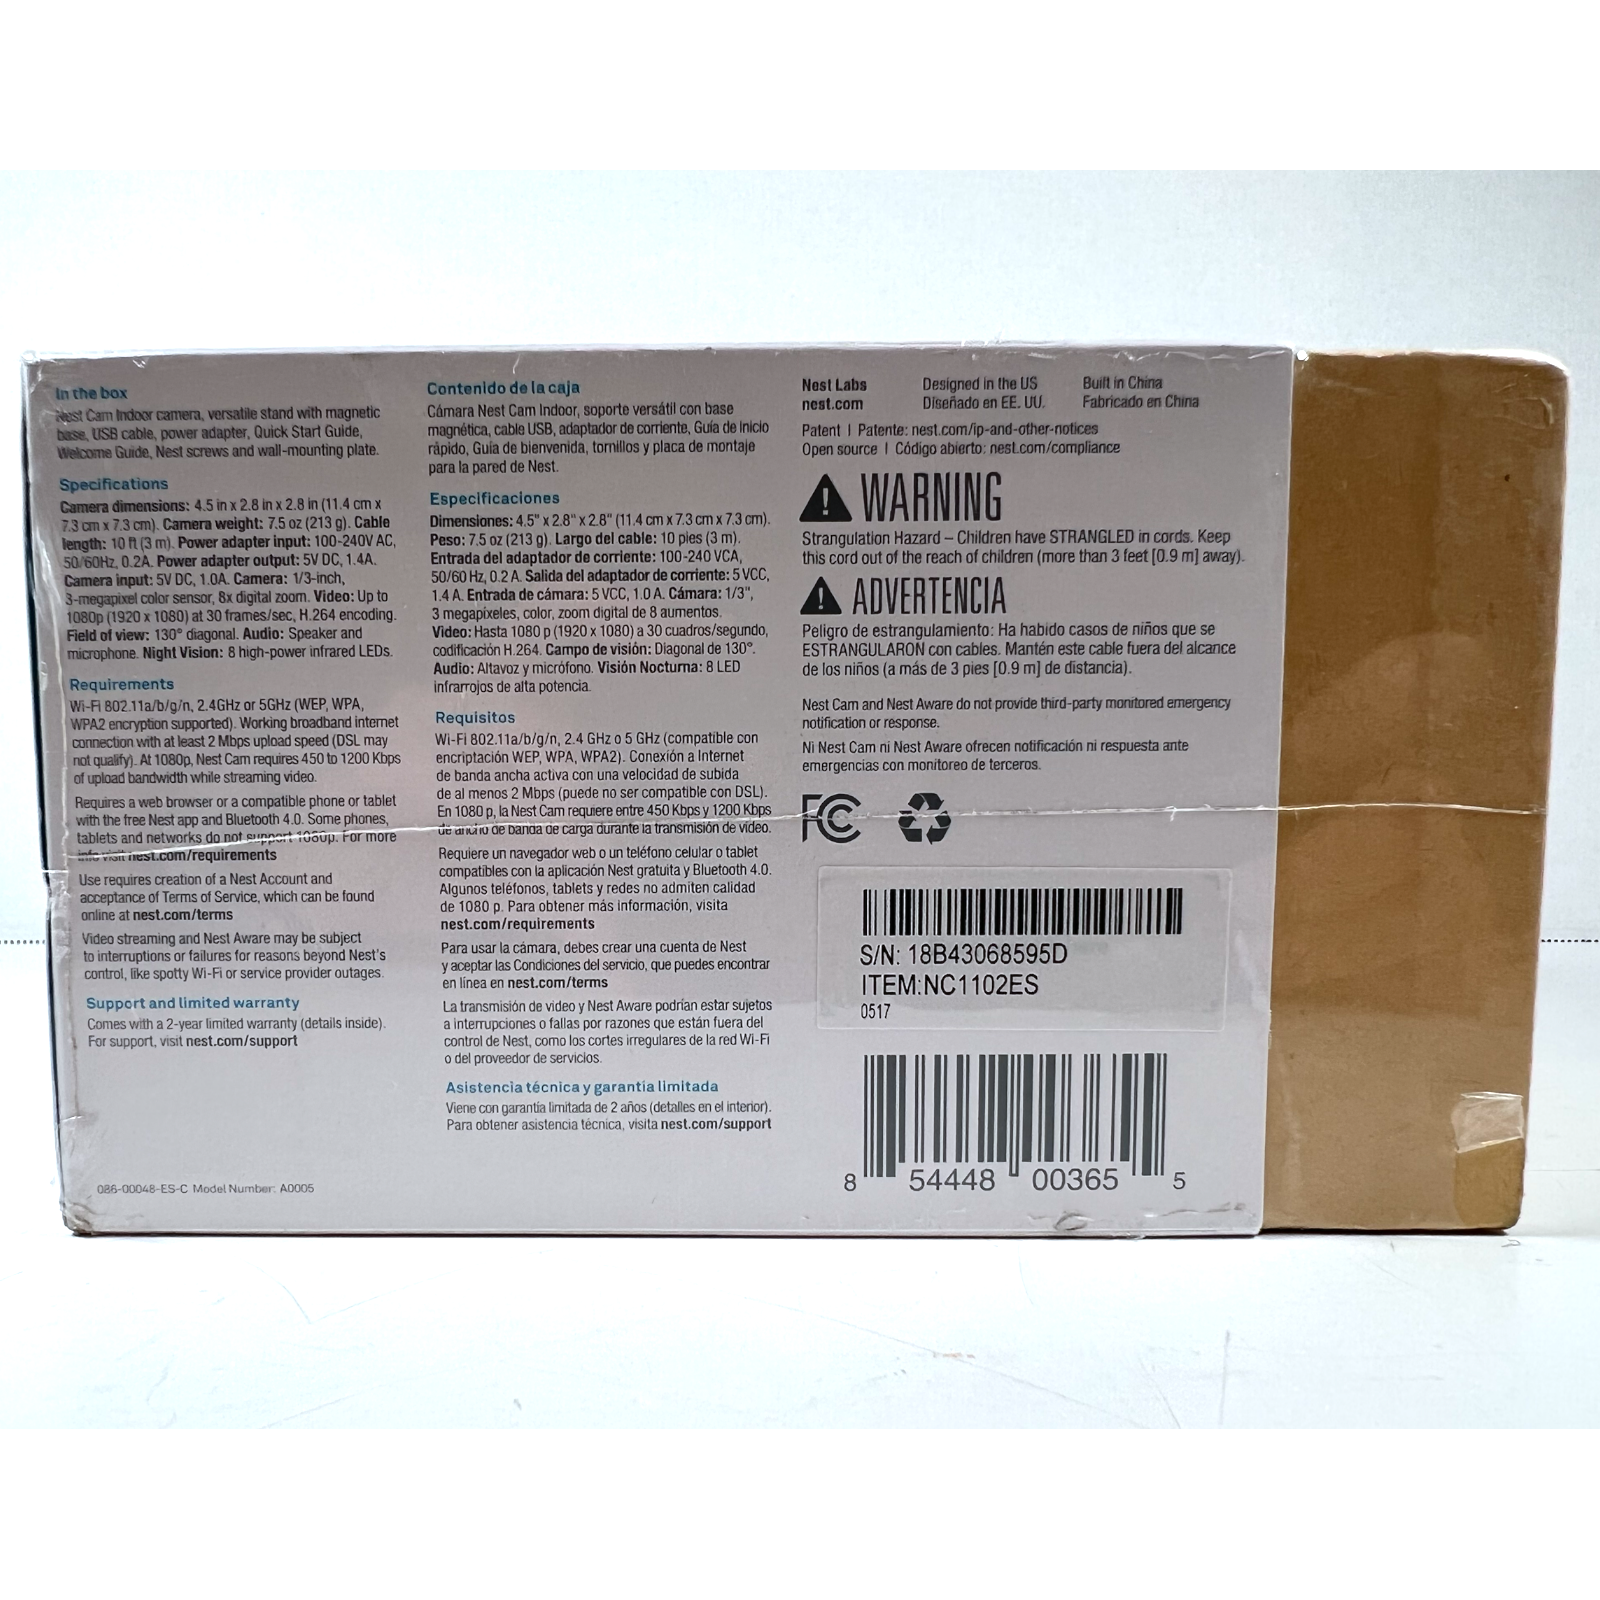 In the box
Nest Cam Indoor camera, versatile stand with magnetic
base, USB cable, power adapter, Quick Start Guide,
Welcome Guide, Nest screws and wall-mounting plate.
Specifications
Camera dimensions: 4.5 in x 2.8 in x 2.8 in (11.4 cm x
7.3 cm x 7.3 cm). Camera weight: 7.5 oz (213 g). Cable
length: 10 ft (3 m). Power adapter input: 100-240V AC,
50/60Hz, 0.2A. Power adapter output: 5V DC, 1.4A.
Camera input: 5V DC, 1.0A. Camera: 1/3-inch,
3-megapixel color sensor, 8x digital zoom. Video: Up to
1080p (1920 x 1080) at 30 frames/sec, H.264 encoding.
Field of view: 130° diagonal. Audio: Speaker and
microphone. Night Vision: 8 high-power infrared LEDs.
Requirements
Wi-Fi 802.11a/b/g/n, 2.4GHz or 5GHz (WEP, WPA,
WPA2 encryption supported). Working broadband internet
connection with at least 2 Mbps upload speed (DSL may
not qualify). At 1080p, Nest Cam requires 450 to 1200 Kbps
of upload bandwidth while streaming video.
Requires a web browser or a compatible phone or tablet
with the free Nest app and Bluetooth 4.0. Some phones,
tablets and networks do not support 1080p. For more
info visit nest.com/requirements
Use requires creation of a Nest Account and
acceptance of Terms of Service, which can be found
online at nest.com/terms
Video streaming and Nest Aware may be subject
to interruptions or failures for reasons beyond Nest's
control, like spotty Wi-Fi or service provider outages.
Support and limited warranty
Comes with a 2-year limited warranty (details inside).
For support, visit nest.com/support
086-00048-ES-C Model Number: A0005
Contenido de la caja
Cámara Nest Cam Indoor, soporte versátil con base
magnética, cable USB, adaptador de corriente, Guía de Inicio
rápido, Guía de bienvenida, tornillos y placa de montaje
para la pared de Nest.
Especificaciones
Dimensiones: 4.5" x 2.8" x 2.8" (11.4 cm x 7.3 cm x 7.3 cm).
Peso: 7.5 oz (213 g). Largo del cable: 10 pies (3 m).
Entrada del adaptador de corriente: 100-240 VCA,
50/60 Hz, 0.2 A. Salida del adaptador de corriente: 5 VCC,
1.4 A. Entrada de cámara: 5 VCC, 1.0 A. Cámara: 1/3",
3 megapíxeles, color, zoom digital de 8 aumentos.
Video: Hasta 1080 p (1920 x 1080) a 30 cuadros/segundo,
codificación H.264. Campo de visión: Diagonal de 130°.
Audio: Altavoz y micrófono. Visión Nocturna: 8 LED
infrarrojos de alta potencia.
Requisitos
Wi-Fi 802.11a/b/g/n, 2.4 GHz o 5 GHz (compatible con
encriptación WEP, WPA, WPA2). Conexión a Internet
de banda ancha activa con una velocidad de subida
de al menos 2 Mbps (puede no ser compatible con DSL).
En 1080 p, la Nest Cam requiere entre 450 Kbps y 1200 Kbps
de ancho de banda de carga durante la transmisión de video.
Requiere un navegador web o un teléfono celular o tablet
compatibles con la aplicación Nest gratuita y Bluetooth 4.0.
Algunos teléfonos, tablets y redes no admiten calidad
de 1080 p. Para obtener más información, visita
nest.com/requirements
Para usar la cámara, debes crear una cuenta de Nest
y aceptar las Condiciones del servicio, que puedes encontrar
en línea en nest.com/terms
La transmisión de video y Nest Aware podrían estar sujetos
a interrupciones o fallas por razones que están fuera del
control de Nest, como los cortes irregulares de la red Wi-Fi
o del proveedor de servicios.
Asistencia técnica y garantía limitada
Viene con garantía limitada de 2 años (detalles en el interior).
Para obtener asistencia técnica, visita nest.com/support
Nest Labs Designed in the US Built in China
nest.com Diseñado en EE. UU. Fabricado en China
Patent | Patente: nest.com/ip-and-other-notices
Open source | Código abierto: nest.com/compliance
WARNING
Strangulation Hazard – Children have STRANGLED in cords. Keep
this cord out of the reach of children (more than 3 feet [0.9 m] away).
ADVERTENCIA
Peligro de estrangulamiento: Ha habido casos de niños que se
ESTRANGULARON con cables. Mantén este cable fuera del alcance
de los niños (a más de 3 pies [0.9 m] de distancia).
Nest Cam and Nest Aware do not provide third-party monitored emergency
notification or response.
Ni Nest Cam ni Nest Aware ofrecen notificación ni respuesta ante
emergencias con monitoreo de terceros.
FC
S/N: 18B43068595D
ITEM:NC1102ES
0517
8 54448 00365 5